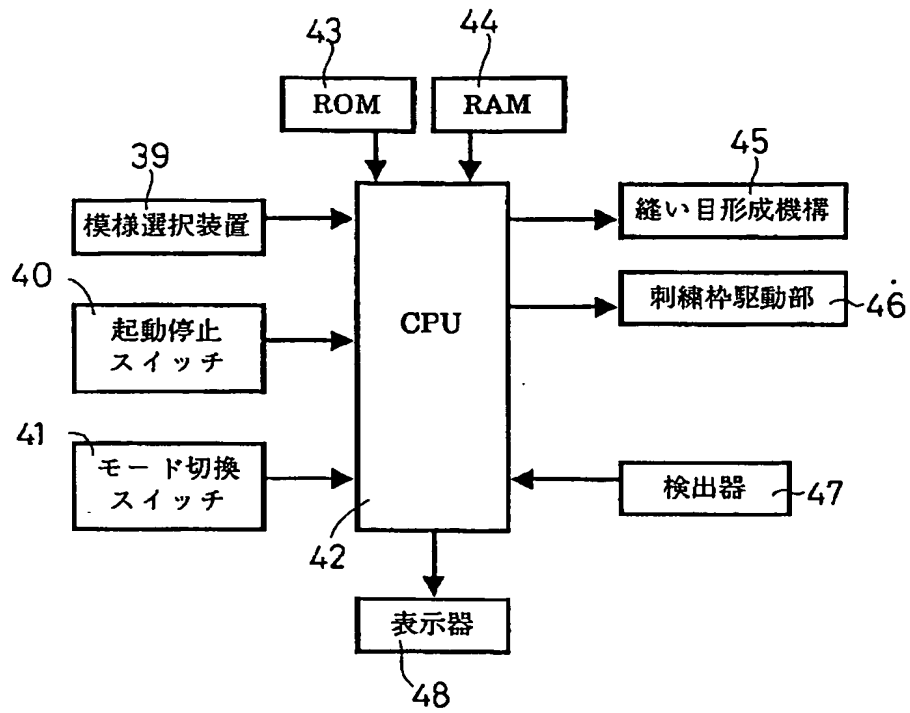 43
44
ROM
RAM
39
模様選択装置
45
縫い目形成機構
40
起動停止
スイッチ
CPU
刺繍枠駆動部
46
41
モード切換
スイッチ
42
検出器
47
表示器
48